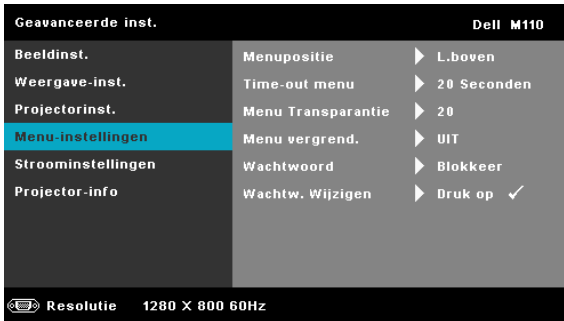 Geavanceerde inst. Dell M110
Beeldinst.
Weergave-inst.
Projectorinst.
Menu-instellingen
Stroominstellingen
Projector-info
Menupositie L.boven
Time-out menu 20 Seconden
Menu Transparantie 20
Menu vergrend. UIT
Wachtwoord Blokkeer
Wachtw. Wijzigen Druk op ✓
Resolutie 1280 X 800 60Hz